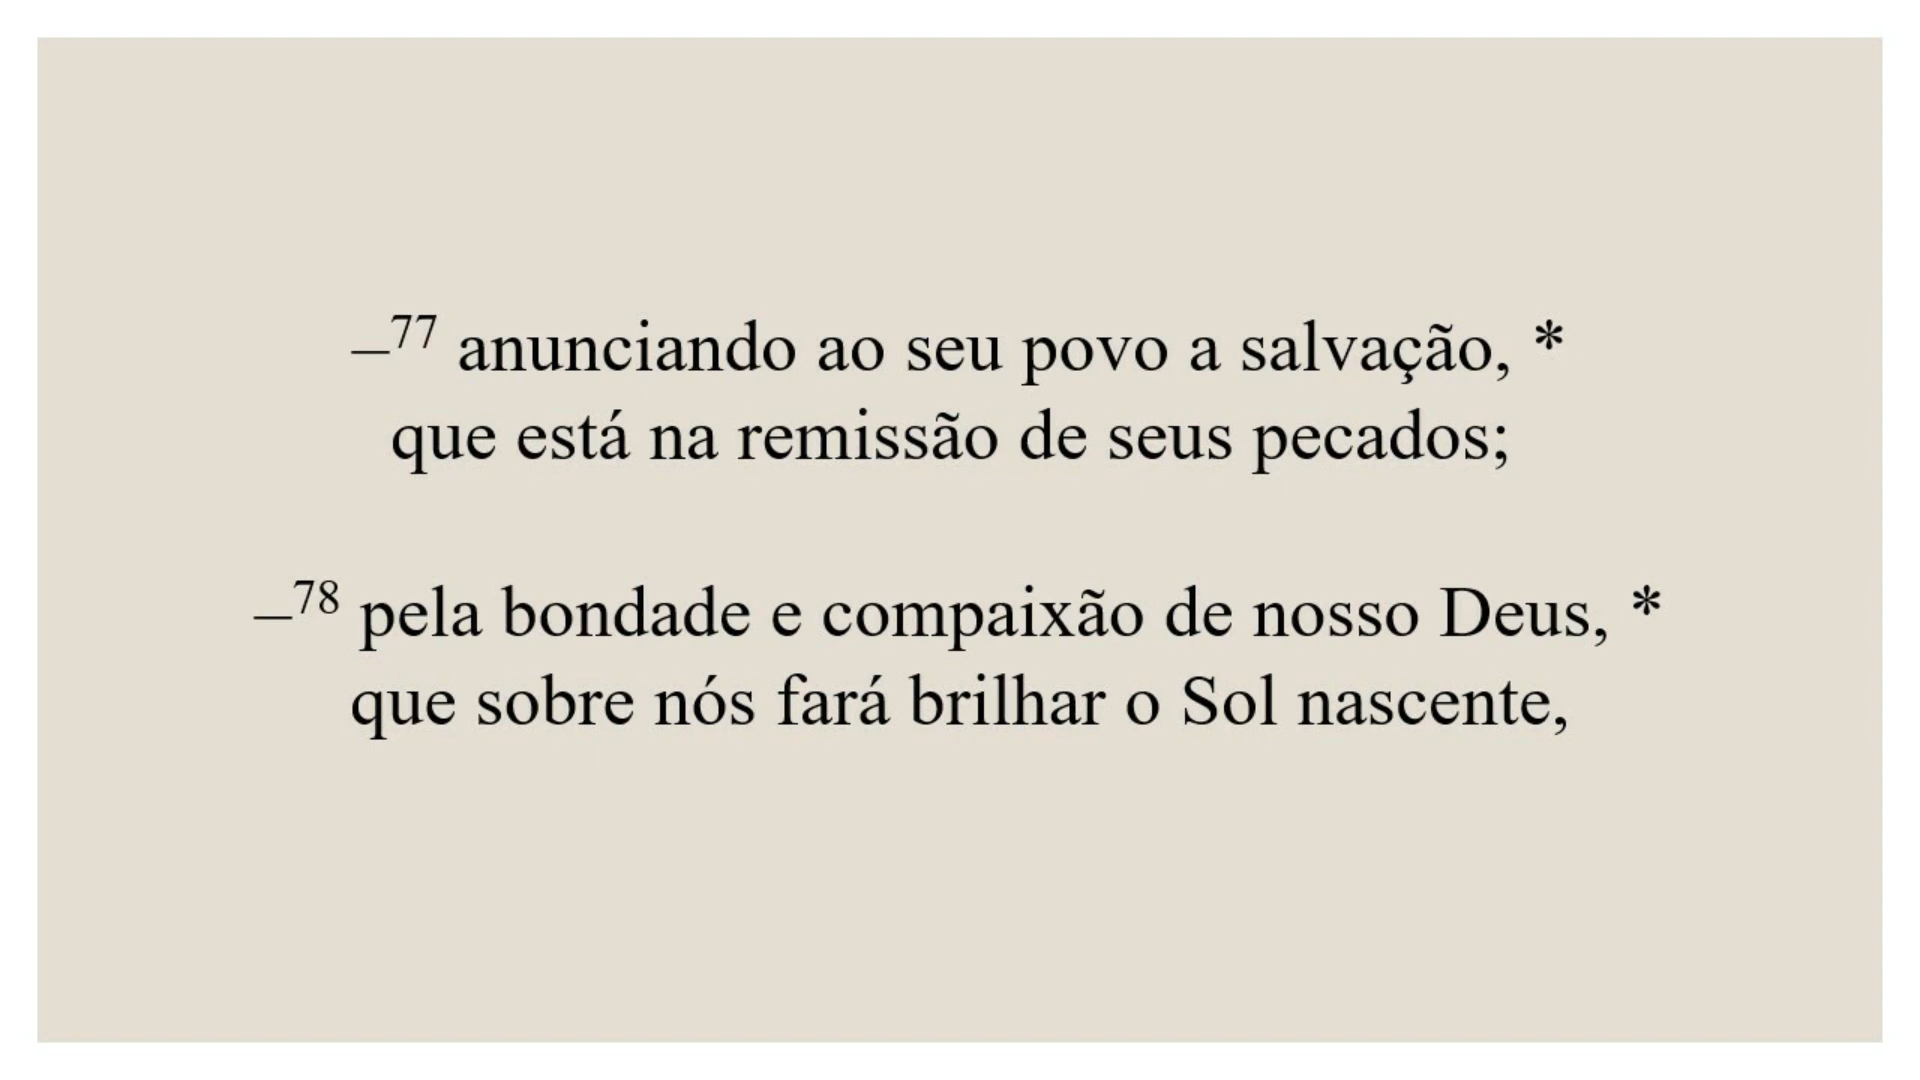 –77 anunciando ao seu povo a salvação, *
que está na remissão de seus pecados;
–78 pela bondade e compaixão de nosso Deus, *
que sobre nós fará brilhar o Sol nascente,